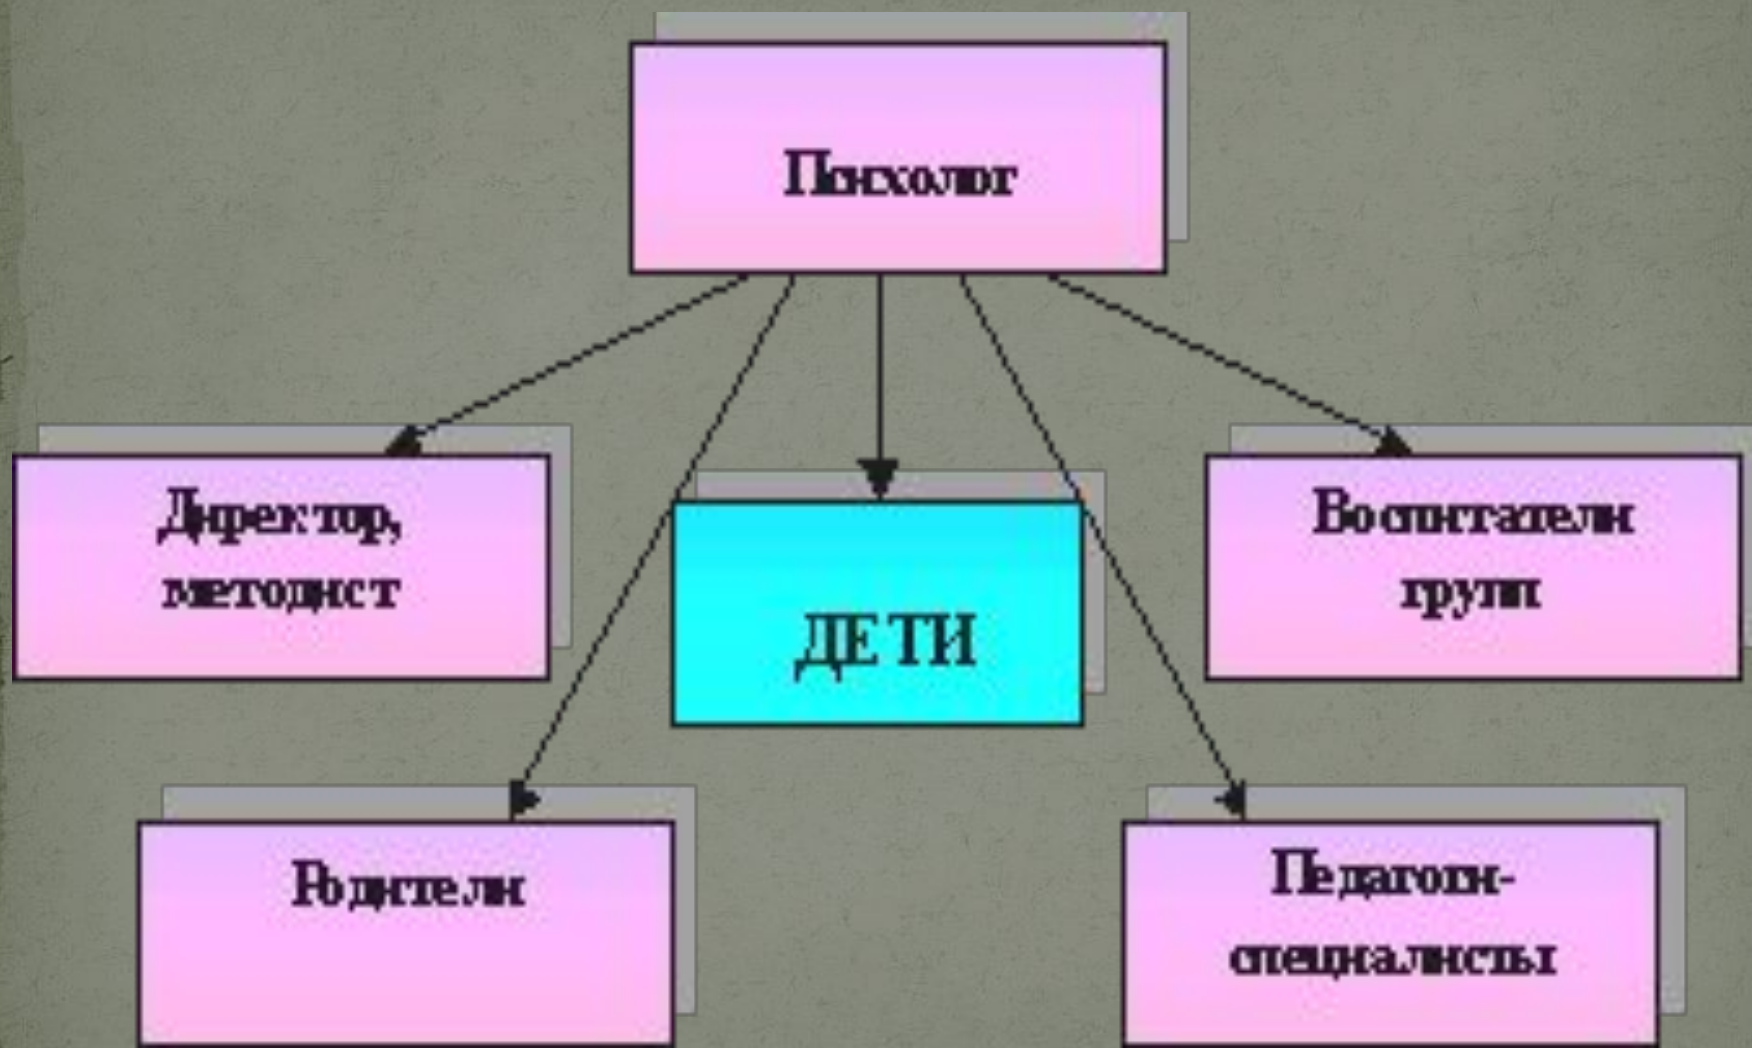 Психолог
Директор,
методист
ДЕТИ
Воспитатели
групп
Родители
Педагоги-
специалисты